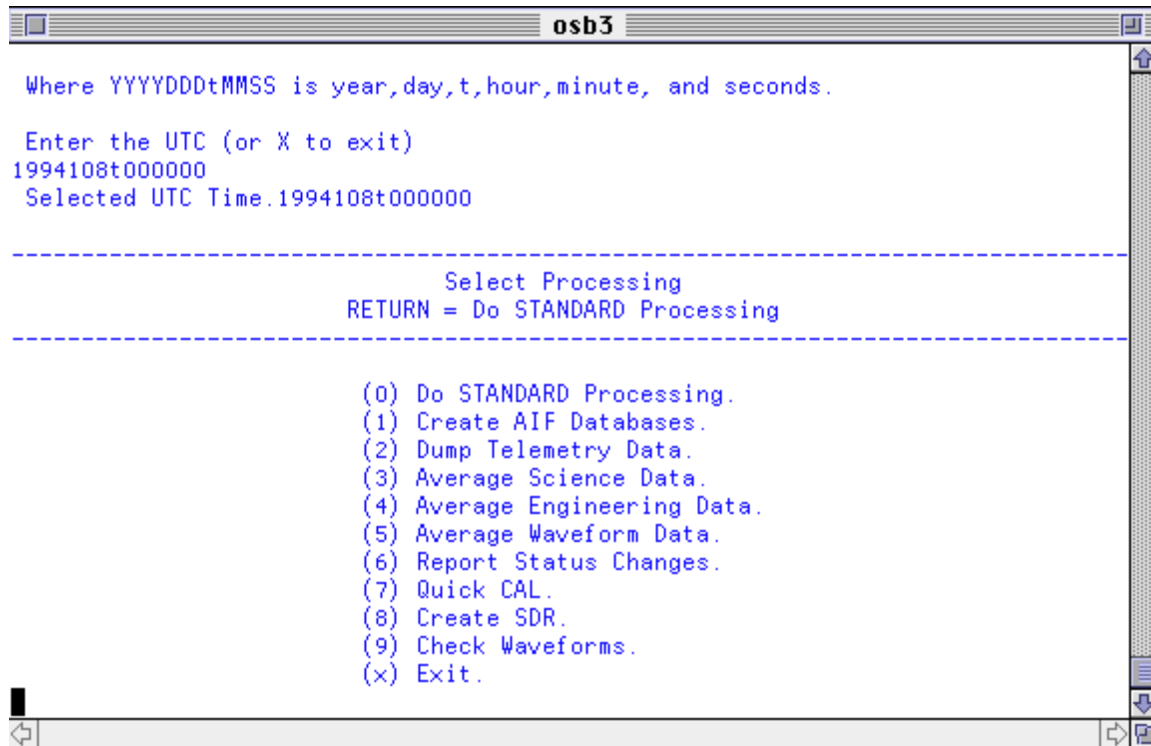 osb3
Where YYYYDDDtMMSS is year,day,t,hour,minute, and seconds.
Enter the UTC (or X to exit)
1994108t000000
Selected UTC Time.1994108t000000
--------------------------------------------------------------------------------
Select Processing
RETURN = Do STANDARD Processing
--------------------------------------------------------------------------------
(0) Do STANDARD Processing.
(1) Create AIF Databases.
(2) Dump Telemetry Data.
(3) Average Science Data.
(4) Average Engineering Data.
(5) Average Waveform Data.
(6) Report Status Changes.
(7) Quick CAL.
(8) Create SDR.
(9) Check Waveforms.
(x) Exit.